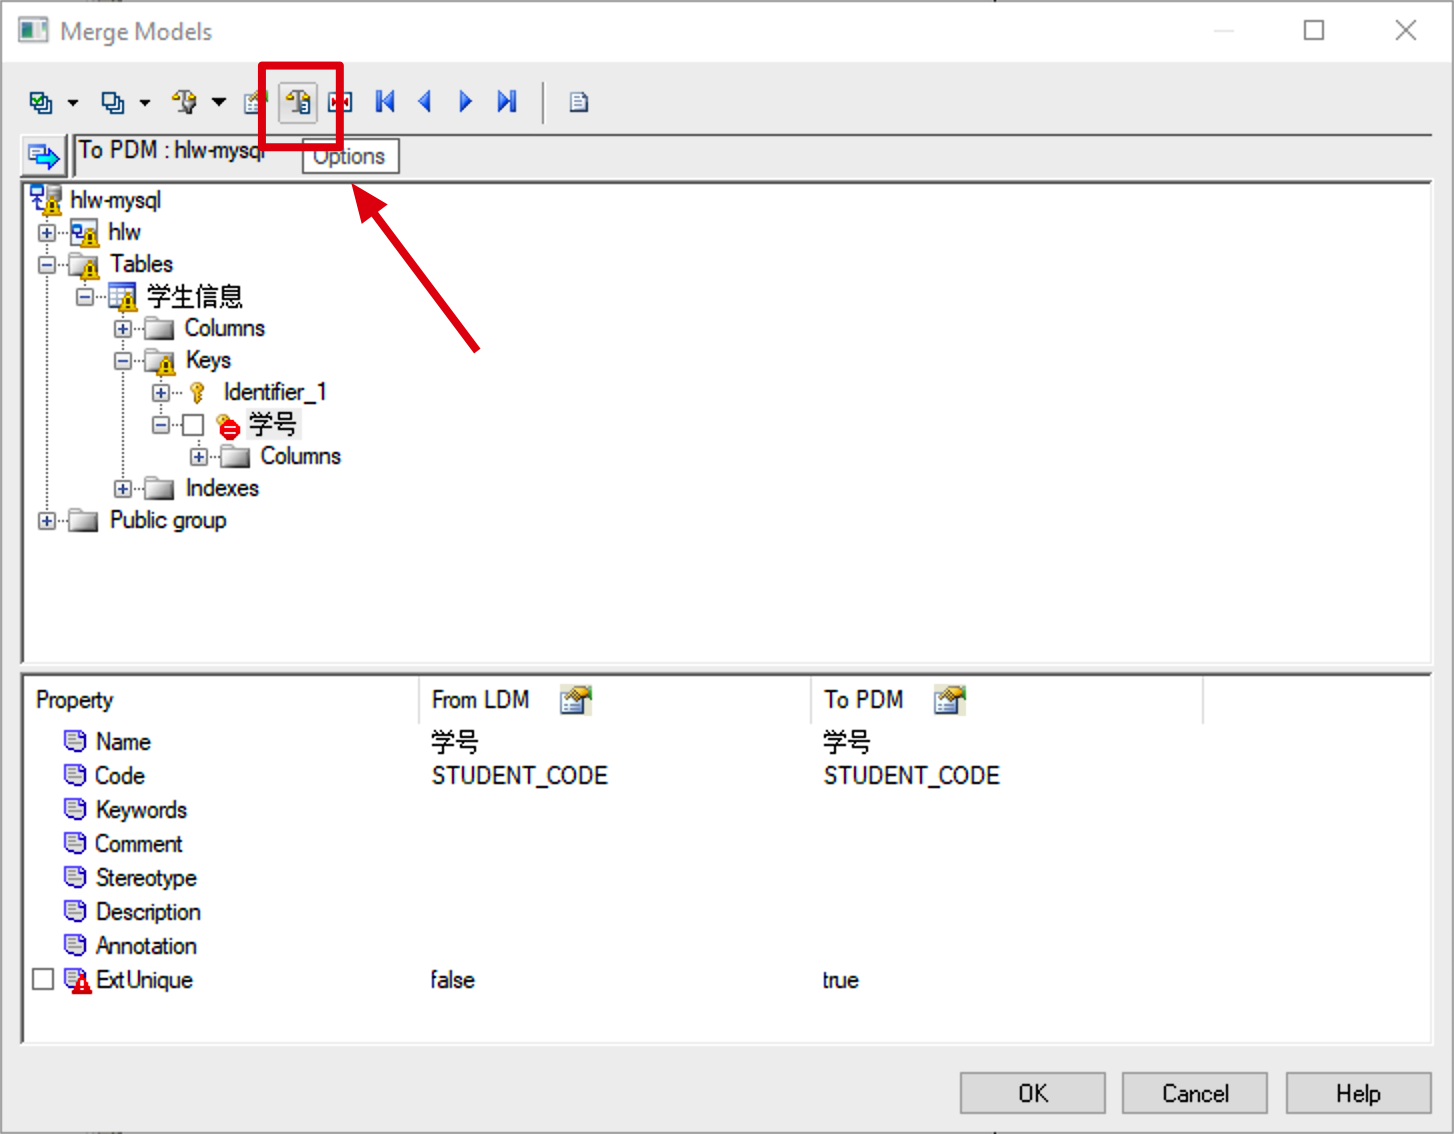 Merge Models
To PDM : hlw-mysql
Options
hlw-mysql
hlw
Tables
学生信息
Columns
Keys
Identifier_1
学号
Columns
Indexes
Public group
Property From LDM To PDM
Name 学号 学号
Code STUDENT_CODE STUDENT_CODE
Keywords
Comment
Stereotype
Description
Annotation
ExtUnique false true
OK Cancel Help